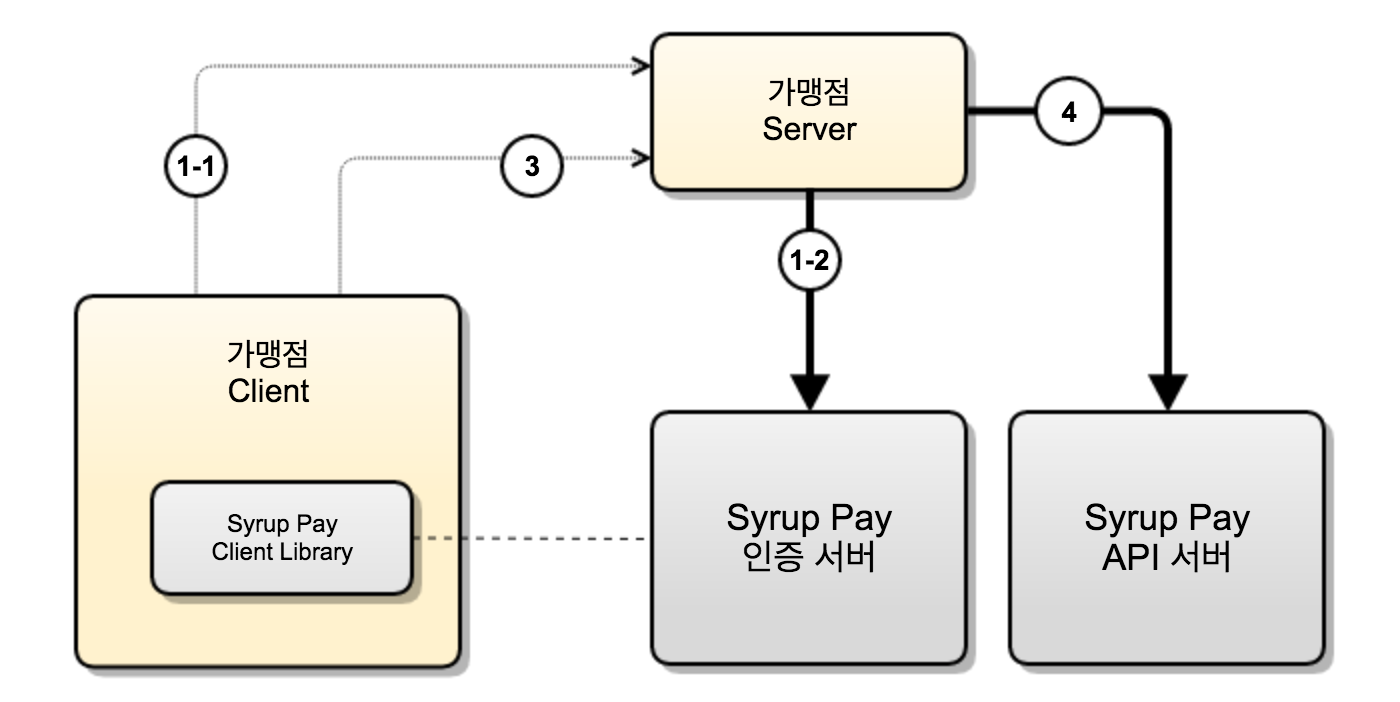 가맹점
Server
4
1-1
3
1-2
가맹점
Client
Syrup Pay
Client Library
Syrup Pay
인증 서버
Syrup Pay
API 서버